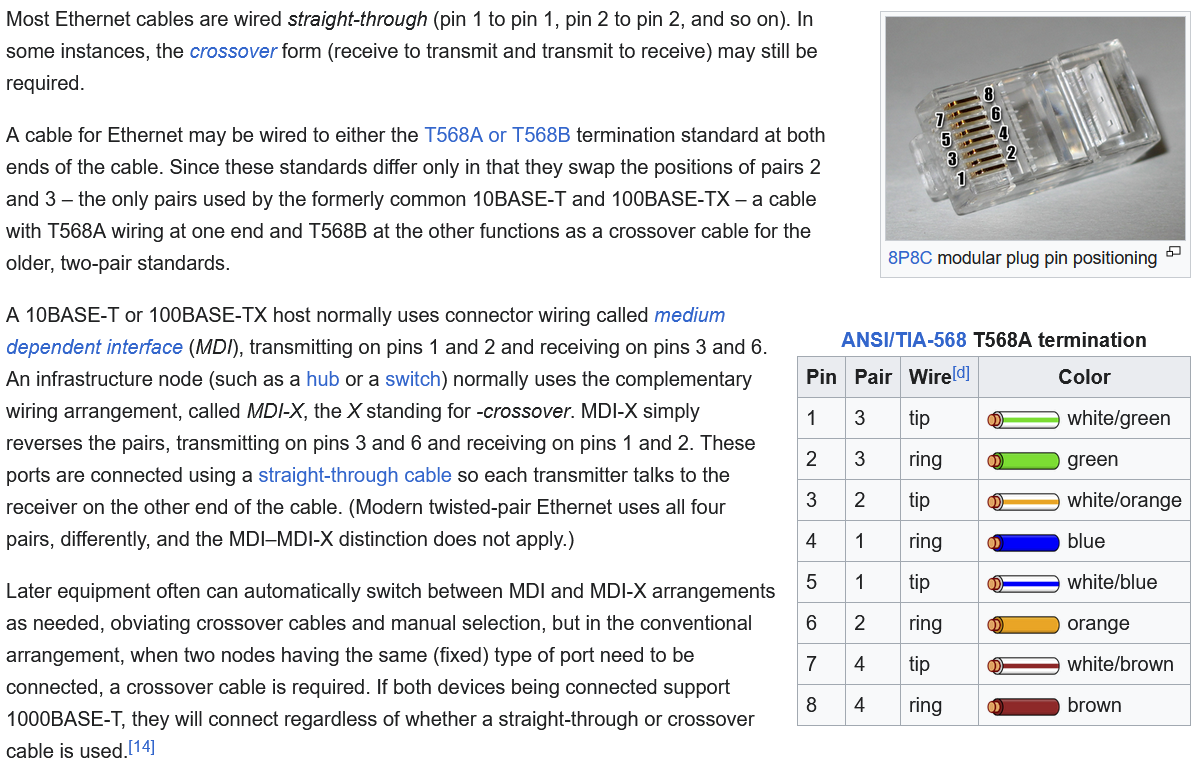 Most Ethernet cables are wired straight-through (pin 1 to pin 1, pin 2 to pin 2, and so on). In
some instances, the crossover form (receive to transmit and transmit to receive) may still be
required.
A cable for Ethernet may be wired to either the T568A or T568B termination standard at both
ends of the cable. Since these standards differ only in that they swap the positions of pairs 2
and 3 – the only pairs used by the formerly common 10BASE-T and 100BASE-TX – a cable
with T568A wiring at one end and T568B at the other functions as a crossover cable for the
older, two-pair standards.
A 10BASE-T or 100BASE-TX host normally uses connector wiring called medium
dependent interface (MDI), transmitting on pins 1 and 2 and receiving on pins 3 and 6.
An infrastructure node (such as a hub or a switch) normally uses the complementary
wiring arrangement, called MDI-X, the X standing for -crossover. MDI-X simply
reverses the pairs, transmitting on pins 3 and 6 and receiving on pins 1 and 2. These
ports are connected using a straight-through cable so each transmitter talks to the
receiver on the other end of the cable. (Modern twisted-pair Ethernet uses all four
pairs, differently, and the MDI–MDI-X distinction does not apply.)
Later equipment often can automatically switch between MDI and MDI-X arrangements
as needed, obviating crossover cables and manual selection, but in the conventional
arrangement, when two nodes having the same (fixed) type of port need to be
connected, a crossover cable is required. If both devices being connected support
1000BASE-T, they will connect regardless of whether a straight-through or crossover
cable is used.[14]
8
7
6
5
4
3
2
1
8P8C modular plug pin positioning
ANSI/TIA-568 T568A termination
Pin Pair Wire[d] Color
1 3 tip white/green
2 3 ring green
3 2 tip white/orange
4 1 ring blue
5 1 tip white/blue
6 2 ring orange
7 4 tip white/brown
8 4 ring brown